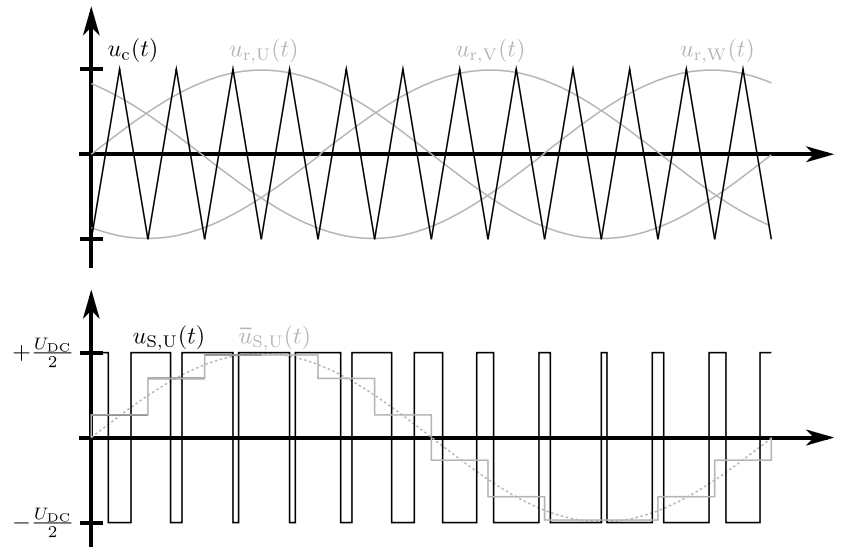 u_c(t) u_r,U(t) u_r,V(t) u_r,W(t)
u_S,U(t) ū_S,U(t)
+U_DC/2
−U_DC/2